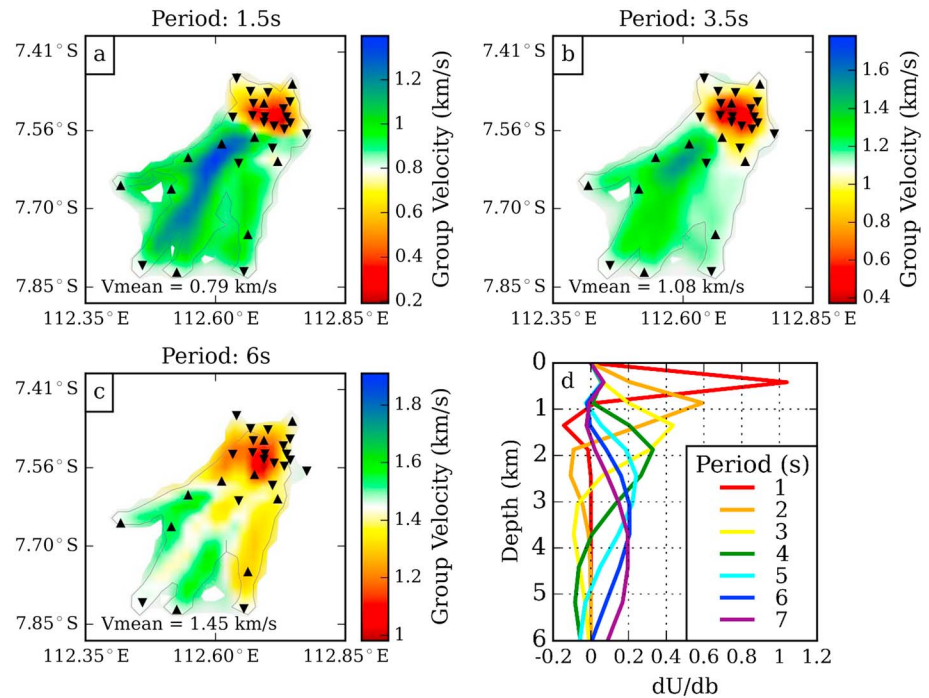 Period: 1.5s
7.41°S
7.56°S
7.70°S
7.85°S
a
Vmean = 0.79 km/s
112.35°E 112.60°E 112.85°E
1.2
1
0.8
0.6
0.4
0.2
Group Velocity (km/s)
Period: 3.5s
7.41°S
7.56°S
7.70°S
7.85°S
b
Vmean = 1.08 km/s
112.35°E 112.60°E 112.85°E
1.6
1.4
1.2
1
0.8
0.6
0.4
Group Velocity (km/s)
Period: 6s
7.41°S
7.56°S
7.70°S
7.85°S
c
Vmean = 1.45 km/s
112.35°E 112.60°E 112.85°E
1.8
1.6
1.4
1.2
1
Group Velocity (km/s)
d
0
1
2
3
4
5
6
Depth (km)
Period (s)
1
2
3
4
5
6
7
-0.2 0 0.2 0.4 0.6 0.8 1 1.2
dU/db